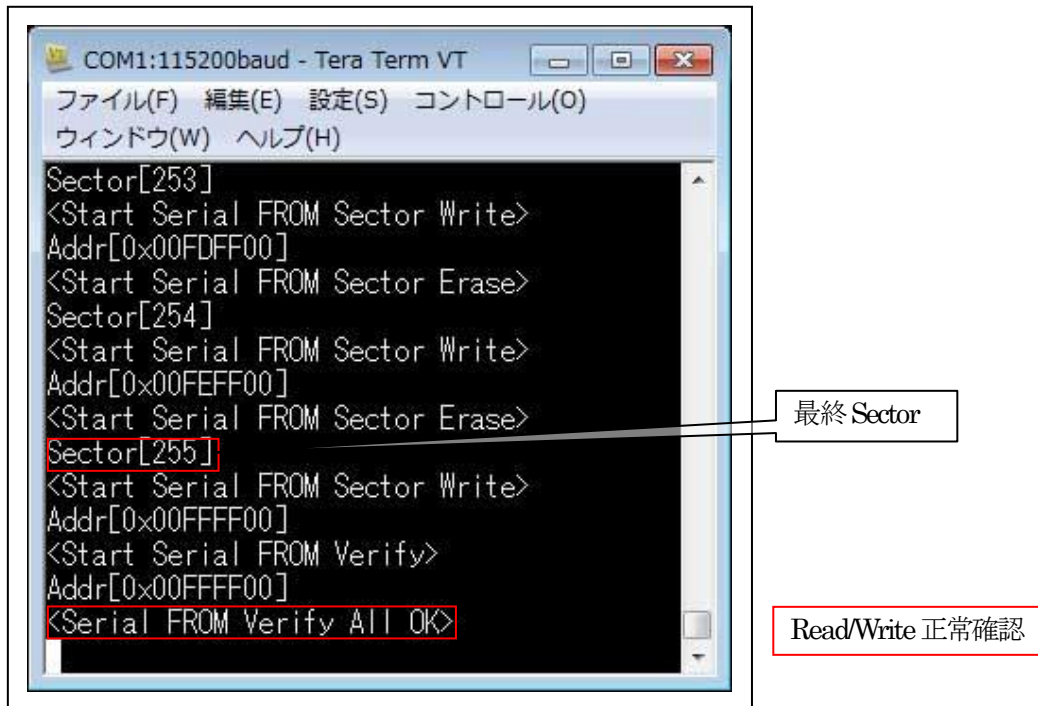 COM1:115200baud - Tera Term VT
ファイル(F) 編集(E) 設定(S) コントロール(O)
ウィンドウ(W) ヘルプ(H)
Sector[253]
<Start Serial FROM Sector Write>
Addr[0x00FDFF00]
<Start Serial FROM Sector Erase>
Sector[254]
<Start Serial FROM Sector Write>
Addr[0x00FEFF00]
<Start Serial FROM Sector Erase>
Sector[255]
<Start Serial FROM Sector Write>
Addr[0x00FFFF00]
<Start Serial FROM Verify>
Addr[0x00FFFF00]
<Serial FROM Verify All OK>
最終 Sector
Read/Write 正常確認